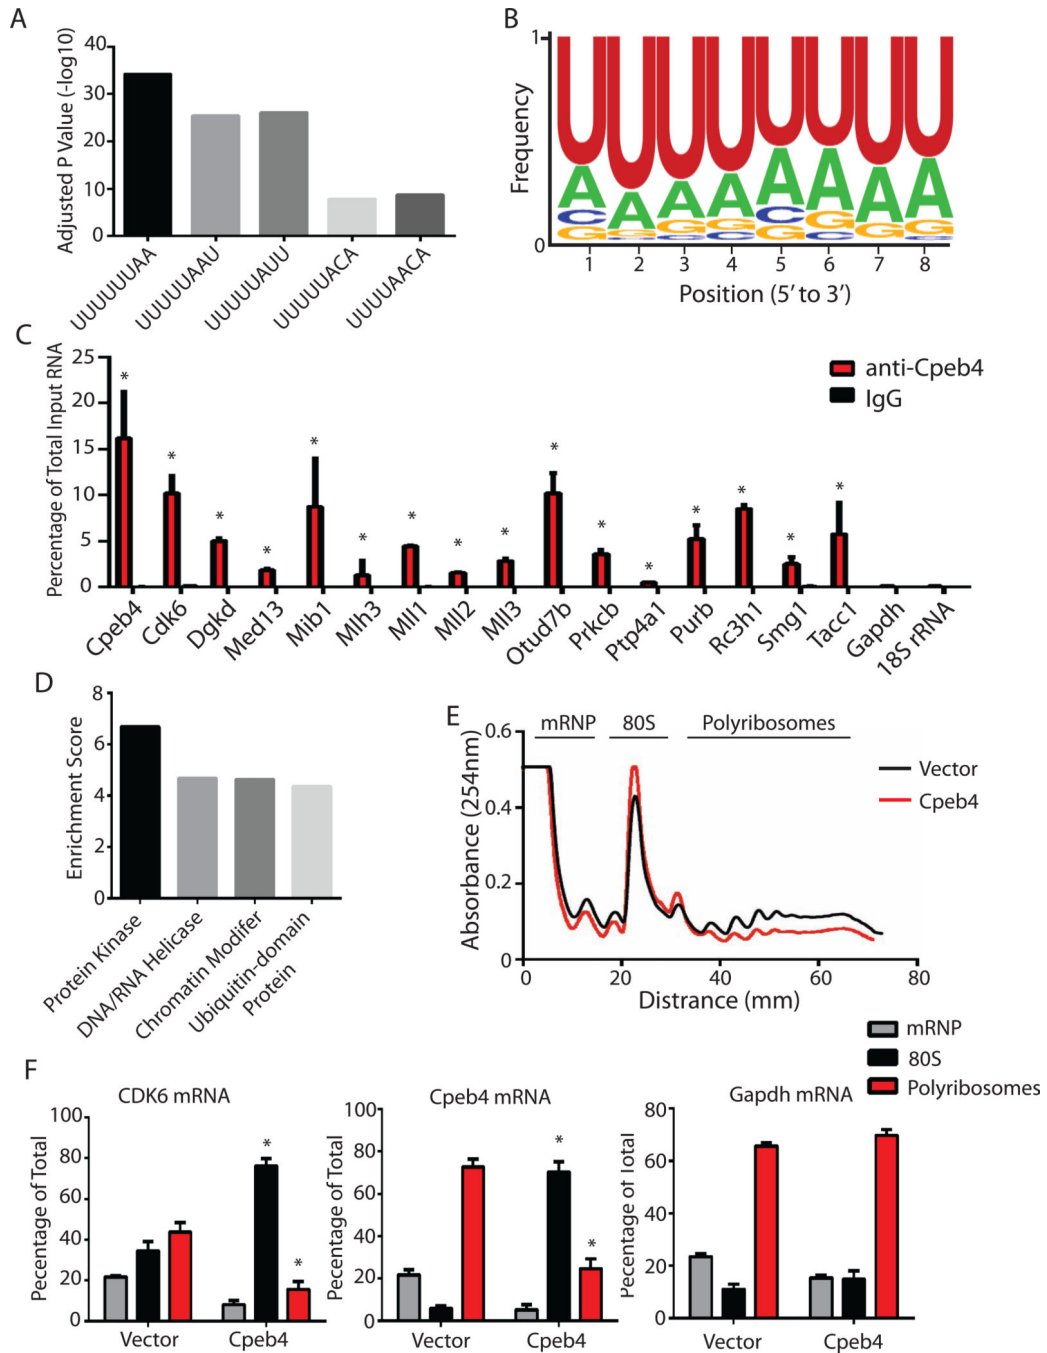 A
Adjusted P Value (-log10)
40
30
20
10
0
UUUUUUAA
UUUUUAAU
UUUUUAUU
UUUUUACA
UUUUAACA
B
Frequency
1
0
U U U U U U U U
A A A A A A A A
C G G G C G G G
G C C C G C C C
1 2 3 4 5 6 7 8
Position (5’ to 3’)
C
Percentage of Total Input RNA
25
20
15
10
5
0
* * * * * * * * * * * * * * * *
anti-Cpeb4
IgG
Cpeb4
Cdk6
Dgkd
Med13
Mib1
Mlh3
Mll1
Mll2
Mll3
Otud7b
Prkcb
Ptp4a1
Purb
Rc3h1
Smg1
Tacc1
Gapdh
18S rRNA
D
Enrichment Score
8
6
4
2
0
Protein Kinase
DNA/RNA Helicase
Chromatin Modifer
Ubiquitin-domain
Protein
E
Absorbance (254nm)
0.6
0.4
0.2
0
mRNP 80S Polyribosomes
Vector
Cpeb4
0 20 40 60 80
Distrance (mm)
mRNP
80S
Polyribosomes
F
CDK6 mRNA
Pecentage of Total
100
80
60
40
20
0
* *
Vector Cpeb4
Cpeb4 mRNA
Pecentage of Total
100
80
60
40
20
0
* *
Vector Cpeb4
Gapdh mRNA
Pecentage of Total
80
60
40
20
0
Vector Cpeb4